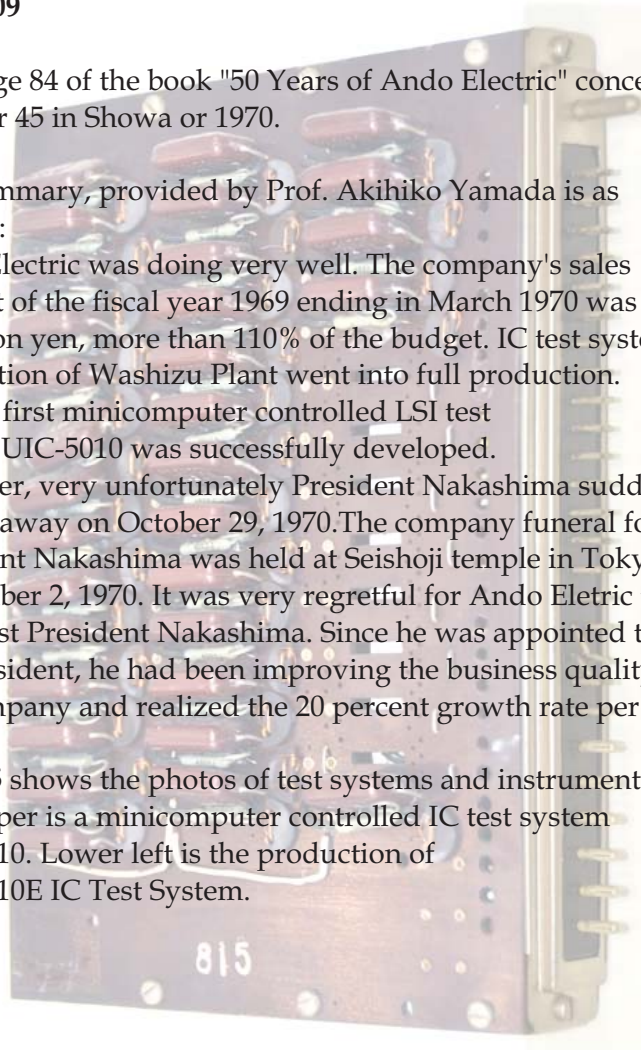 09
ge 84 of the book "50 Years of Ando Electric" conce
r 45 in Showa or 1970.
mmary, provided by Prof. Akihiko Yamada is as
:
Electric was doing very well. The company's sales
t of the fiscal year 1969 ending in March 1970 was
on yen, more than 110% of the budget. IC test syste
tion of Washizu Plant went into full production.
first minicomputer controlled LSI test
UIC-5010 was successfully developed.
er, very unfortunately President Nakashima sudd
away on October 29, 1970.The company funeral fo
nt Nakashima was held at Seishoji temple in Toky
ber 2, 1970. It was very regretful for Ando Eletric
st President Nakashima. Since he was appointed t
sident, he had been improving the business quality
mpany and realized the 20 percent growth rate per
5 shows the photos of test systems and instrument
per is a minicomputer controlled IC test system
10. Lower left is the production of
10E IC Test System.
815